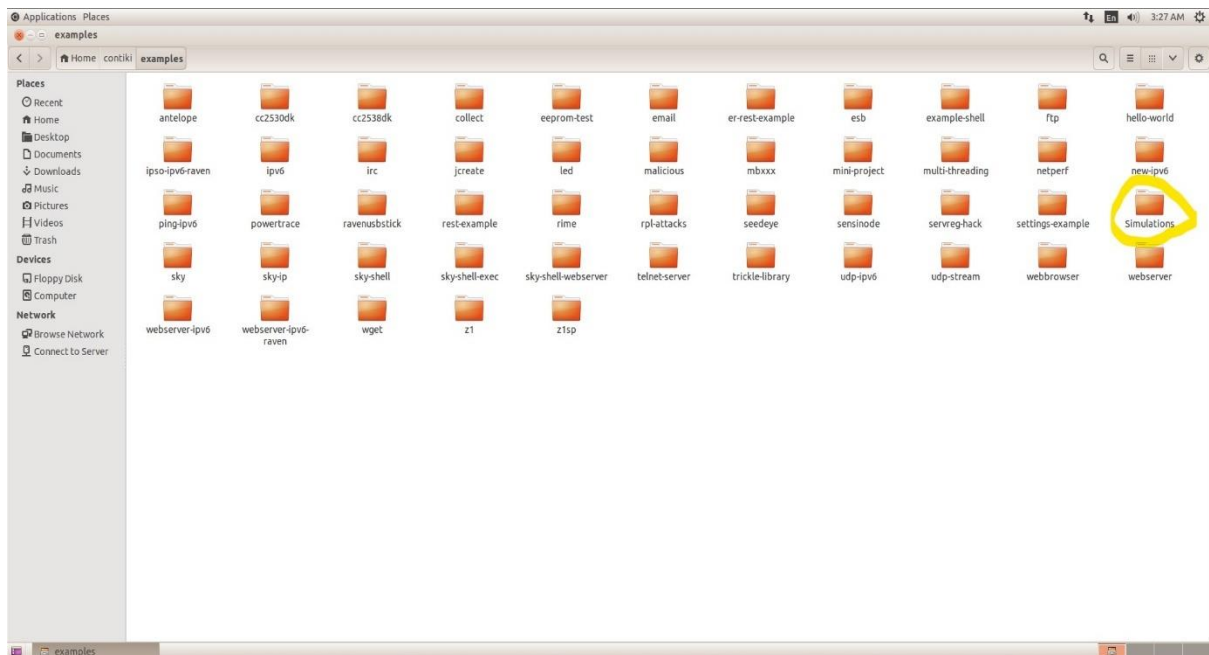 Applications Places
En 3:27 AM
examples
Home contiki examples
Places
Recent
Home
Desktop
Documents
Downloads
Music
Pictures
Videos
Trash
Devices
Floppy Disk
Computer
Network
Browse Network
Connect to Server
antelope cc2530dk cc2538dk collect eeprom-test email er-rest-example esb example-shell ftp hello-world
ipso-ipv6-raven ipv6 irc jcreate led malicious mbxxx mini-project multi-threading netperf new-ipv6
ping-ipv6 powertrace ravenusbstick rest-example rime rpl-attacks seedeye sensinode servreg-hack settings-example Simulations
sky sky-ip sky-shell sky-shell-exec sky-shell-webserver telnet-server trickle-library udp-ipv6 udp-stream webbrowser webserver
webserver-ipv6 webserver-ipv6- wget z1 z1sp
raven
examples